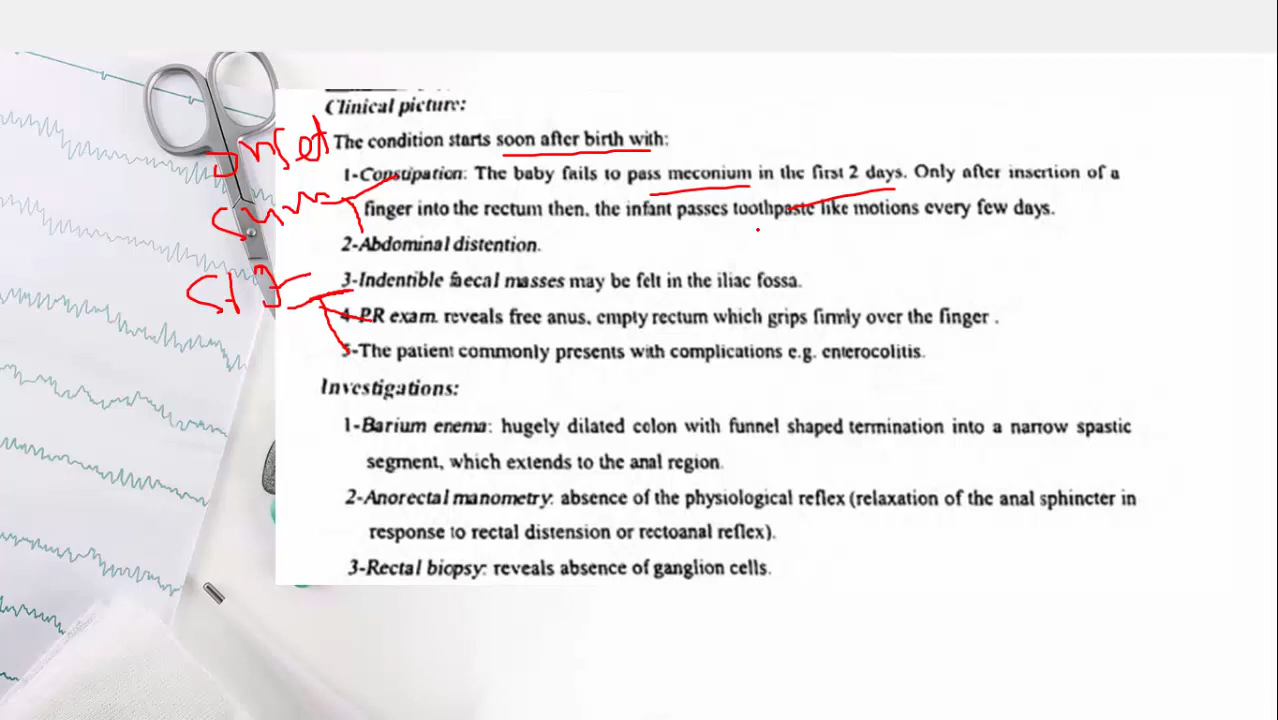 Clinical picture:
The condition starts soon after birth with:
1-Constipation: The baby fails to pass meconium in the first 2 days. Only after insertion of a
finger into the rectum then, the infant passes toothpaste like motions every few days.
2-Abdominal distention.
3-Indentible faecal masses may be felt in the iliac fossa.
4-PR exam. reveals free anus, empty rectum which grips firmly over the finger .
5-The patient commonly presents with complications e.g. enterocolitis.
Investigations:
1-Barium enema: hugely dilated colon with funnel shaped termination into a narrow spastic
segment, which extends to the anal region.
2-Anorectal manometry: absence of the physiological reflex (relaxation of the anal sphincter in
response to rectal distension or rectoanal reflex).
3-Rectal biopsy: reveals absence of ganglion cells.
onset